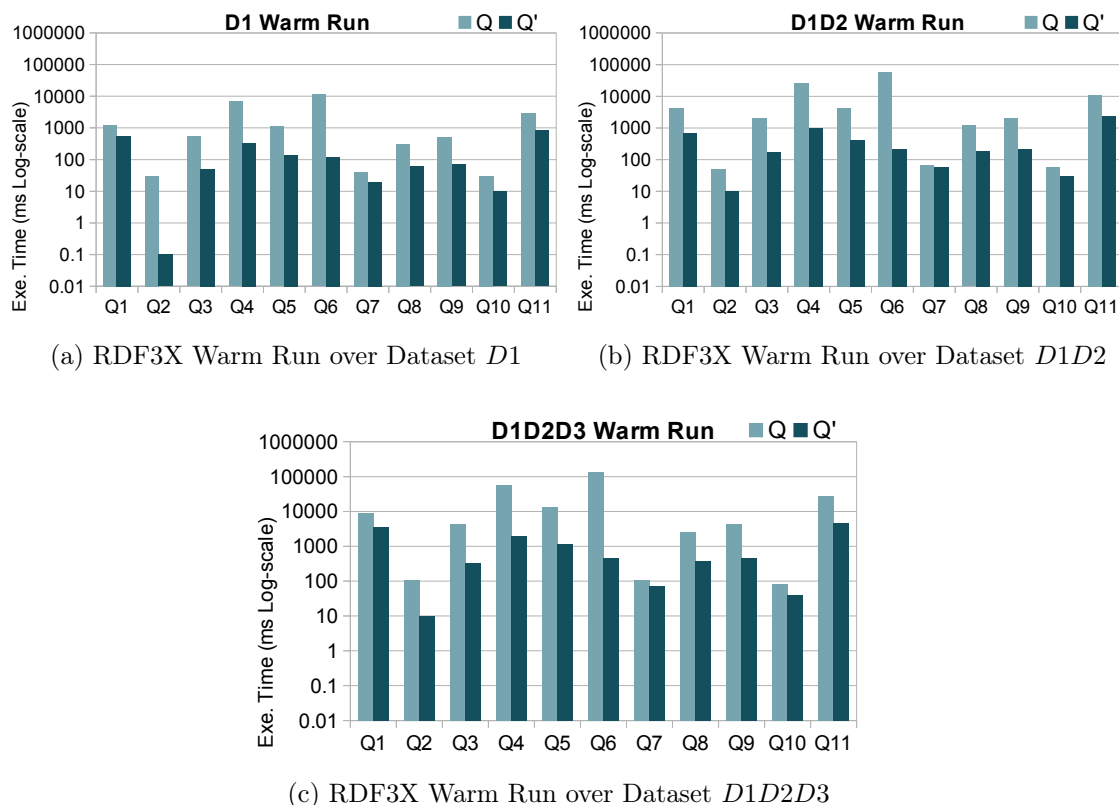 D1 Warm Run
Q Q'
Exe. Time (ms Log-scale)
1000000
100000
10000
1000
100
10
1
0.1
0.01
Q1 Q2 Q3 Q4 Q5 Q6 Q7 Q8 Q9 Q10 Q11
(a) RDF3X Warm Run over Dataset D1
D1D2 Warm Run
Q Q'
Exe. Time (ms Log-scale)
1000000
100000
10000
1000
100
10
1
0.1
0.01
Q1 Q2 Q3 Q4 Q5 Q6 Q7 Q8 Q9 Q10 Q11
(b) RDF3X Warm Run over Dataset D1D2
D1D2D3 Warm Run
Q Q'
Exe. Time (ms Log-scale)
1000000
100000
10000
1000
100
10
1
0.1
0.01
Q1 Q2 Q3 Q4 Q5 Q6 Q7 Q8 Q9 Q10 Q11
(c) RDF3X Warm Run over Dataset D1D2D3